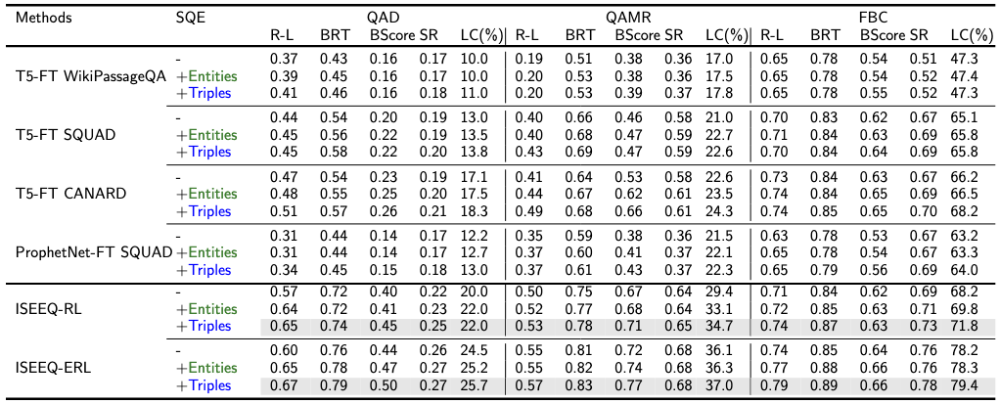 Methods SQE QAD QAMR FBC
R-L BRT BScore SR LC(%) R-L BRT BScore SR LC(%) R-L BRT BScore SR LC(%)
- 0.37 0.43 0.16 0.17 10.0 0.19 0.51 0.38 0.36 17.0 0.65 0.78 0.54 0.51 47.3
T5-FT WikiPassageQA +Entities 0.39 0.45 0.16 0.17 10.0 0.20 0.53 0.38 0.36 17.5 0.65 0.78 0.54 0.52 47.4
+Triples 0.41 0.46 0.16 0.18 11.0 0.20 0.53 0.39 0.37 17.8 0.65 0.78 0.55 0.52 47.3
- 0.44 0.54 0.20 0.19 13.0 0.40 0.66 0.46 0.58 21.0 0.70 0.83 0.62 0.67 65.1
T5-FT SQUAD +Entities 0.45 0.56 0.22 0.19 13.5 0.40 0.68 0.47 0.59 22.7 0.71 0.84 0.63 0.69 65.8
+Triples 0.45 0.58 0.22 0.20 13.8 0.43 0.69 0.47 0.59 22.6 0.70 0.84 0.64 0.69 65.8
- 0.47 0.54 0.23 0.19 17.1 0.41 0.64 0.53 0.58 22.6 0.73 0.84 0.63 0.67 66.2
T5-FT CANARD +Entities 0.48 0.55 0.25 0.20 17.5 0.44 0.67 0.62 0.61 23.5 0.74 0.84 0.65 0.69 66.5
+Triples 0.51 0.57 0.26 0.21 18.3 0.49 0.68 0.66 0.61 24.3 0.74 0.85 0.65 0.70 68.2
- 0.31 0.44 0.14 0.17 12.2 0.35 0.59 0.38 0.36 21.5 0.63 0.78 0.53 0.67 63.2
ProphetNet-FT SQUAD +Entities 0.31 0.44 0.14 0.17 12.7 0.37 0.60 0.41 0.37 22.1 0.65 0.78 0.54 0.67 63.3
+Triples 0.34 0.45 0.15 0.18 13.0 0.37 0.61 0.43 0.37 22.3 0.65 0.79 0.56 0.69 64.0
- 0.57 0.72 0.40 0.22 20.0 0.50 0.75 0.67 0.64 29.4 0.71 0.84 0.62 0.69 68.2
ISEEQ-RL +Entities 0.64 0.72 0.41 0.23 22.0 0.52 0.77 0.68 0.64 33.1 0.72 0.85 0.63 0.71 69.8
+Triples 0.65 0.74 0.45 0.25 22.0 0.53 0.78 0.71 0.65 34.7 0.74 0.87 0.63 0.73 71.8
- 0.60 0.76 0.44 0.26 24.5 0.55 0.81 0.72 0.68 36.1 0.74 0.85 0.64 0.76 78.2
ISEEQ-ERL +Entities 0.65 0.78 0.47 0.27 25.2 0.55 0.82 0.74 0.68 36.3 0.77 0.88 0.66 0.76 78.3
+Triples 0.67 0.79 0.50 0.27 25.7 0.57 0.83 0.77 0.68 37.0 0.79 0.89 0.66 0.78 79.4